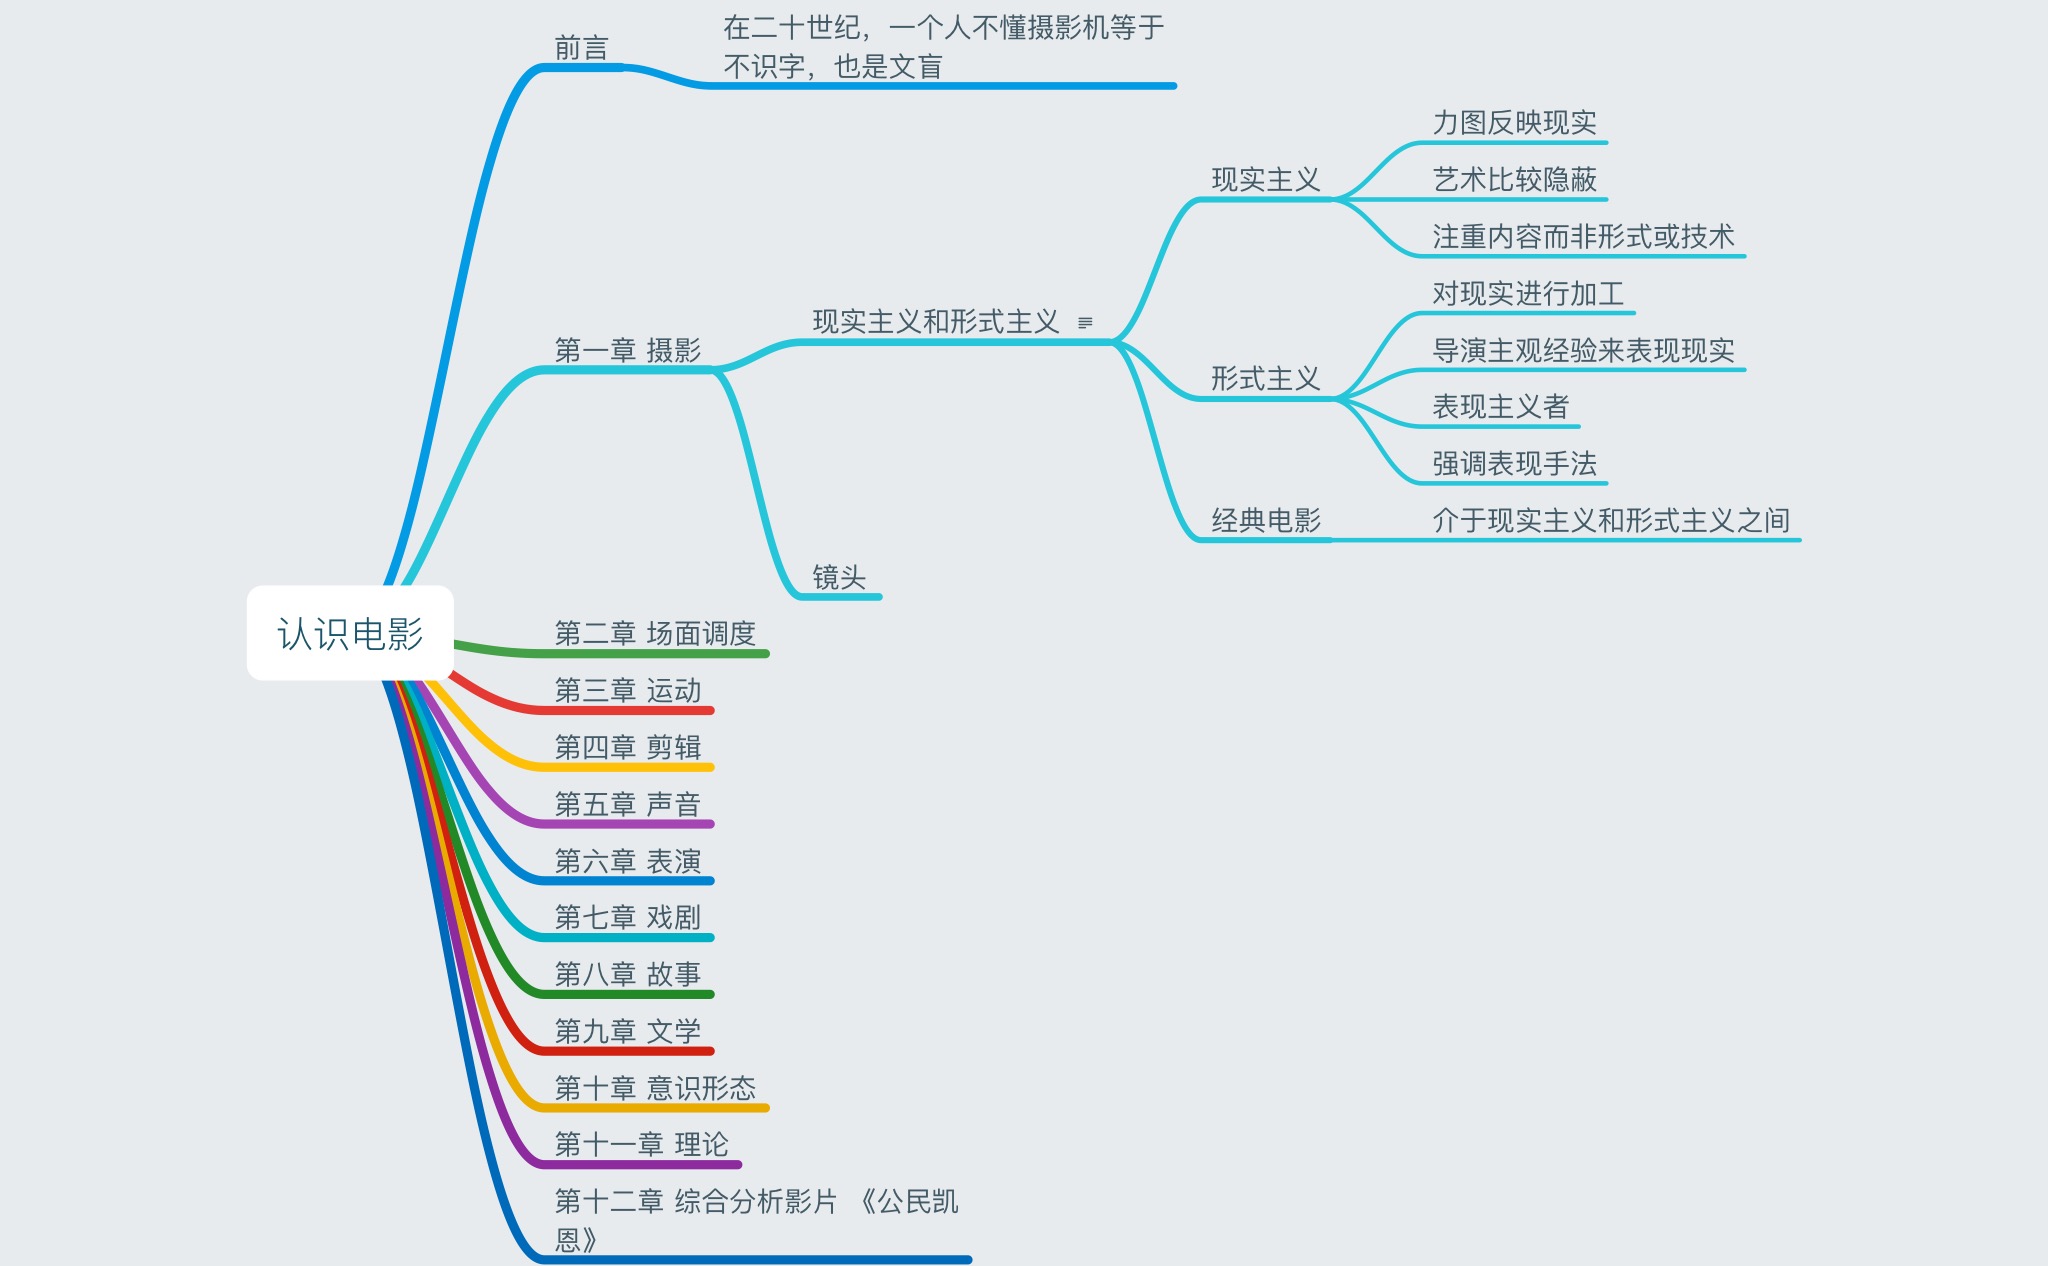 认识电影
前言
在二十世纪，一个人不懂摄影机等于
不识字，也是文盲
第一章 摄影
现实主义和形式主义
现实主义
力图反映现实
艺术比较隐蔽
注重内容而非形式或技术
形式主义
对现实进行加工
导演主观经验来表现现实
表现主义者
强调表现手法
经典电影
介于现实主义和形式主义之间
镜头
第二章 场面调度
第三章 运动
第四章 剪辑
第五章 声音
第六章 表演
第七章 戏剧
第八章 故事
第九章 文学
第十章 意识形态
第十一章 理论
第十二章 综合分析影片 《公民凯
恩》